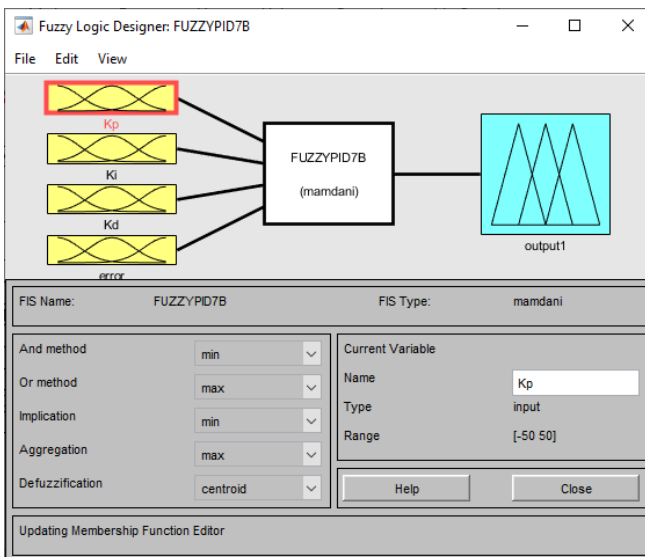 Fuzzy Logic Designer: FUZZYPID7B
File Edit View
Kp
Ki
Kd
error
FUZZYPID7B
(mamdani)
output1
FIS Name: FUZZYPID7B FIS Type: mamdani
And method min
Or method max
Implication min
Aggregation max
Defuzzification centroid
Current Variable
Name Kp
Type input
Range [-50 50]
Help Close
Updating Membership Function Editor